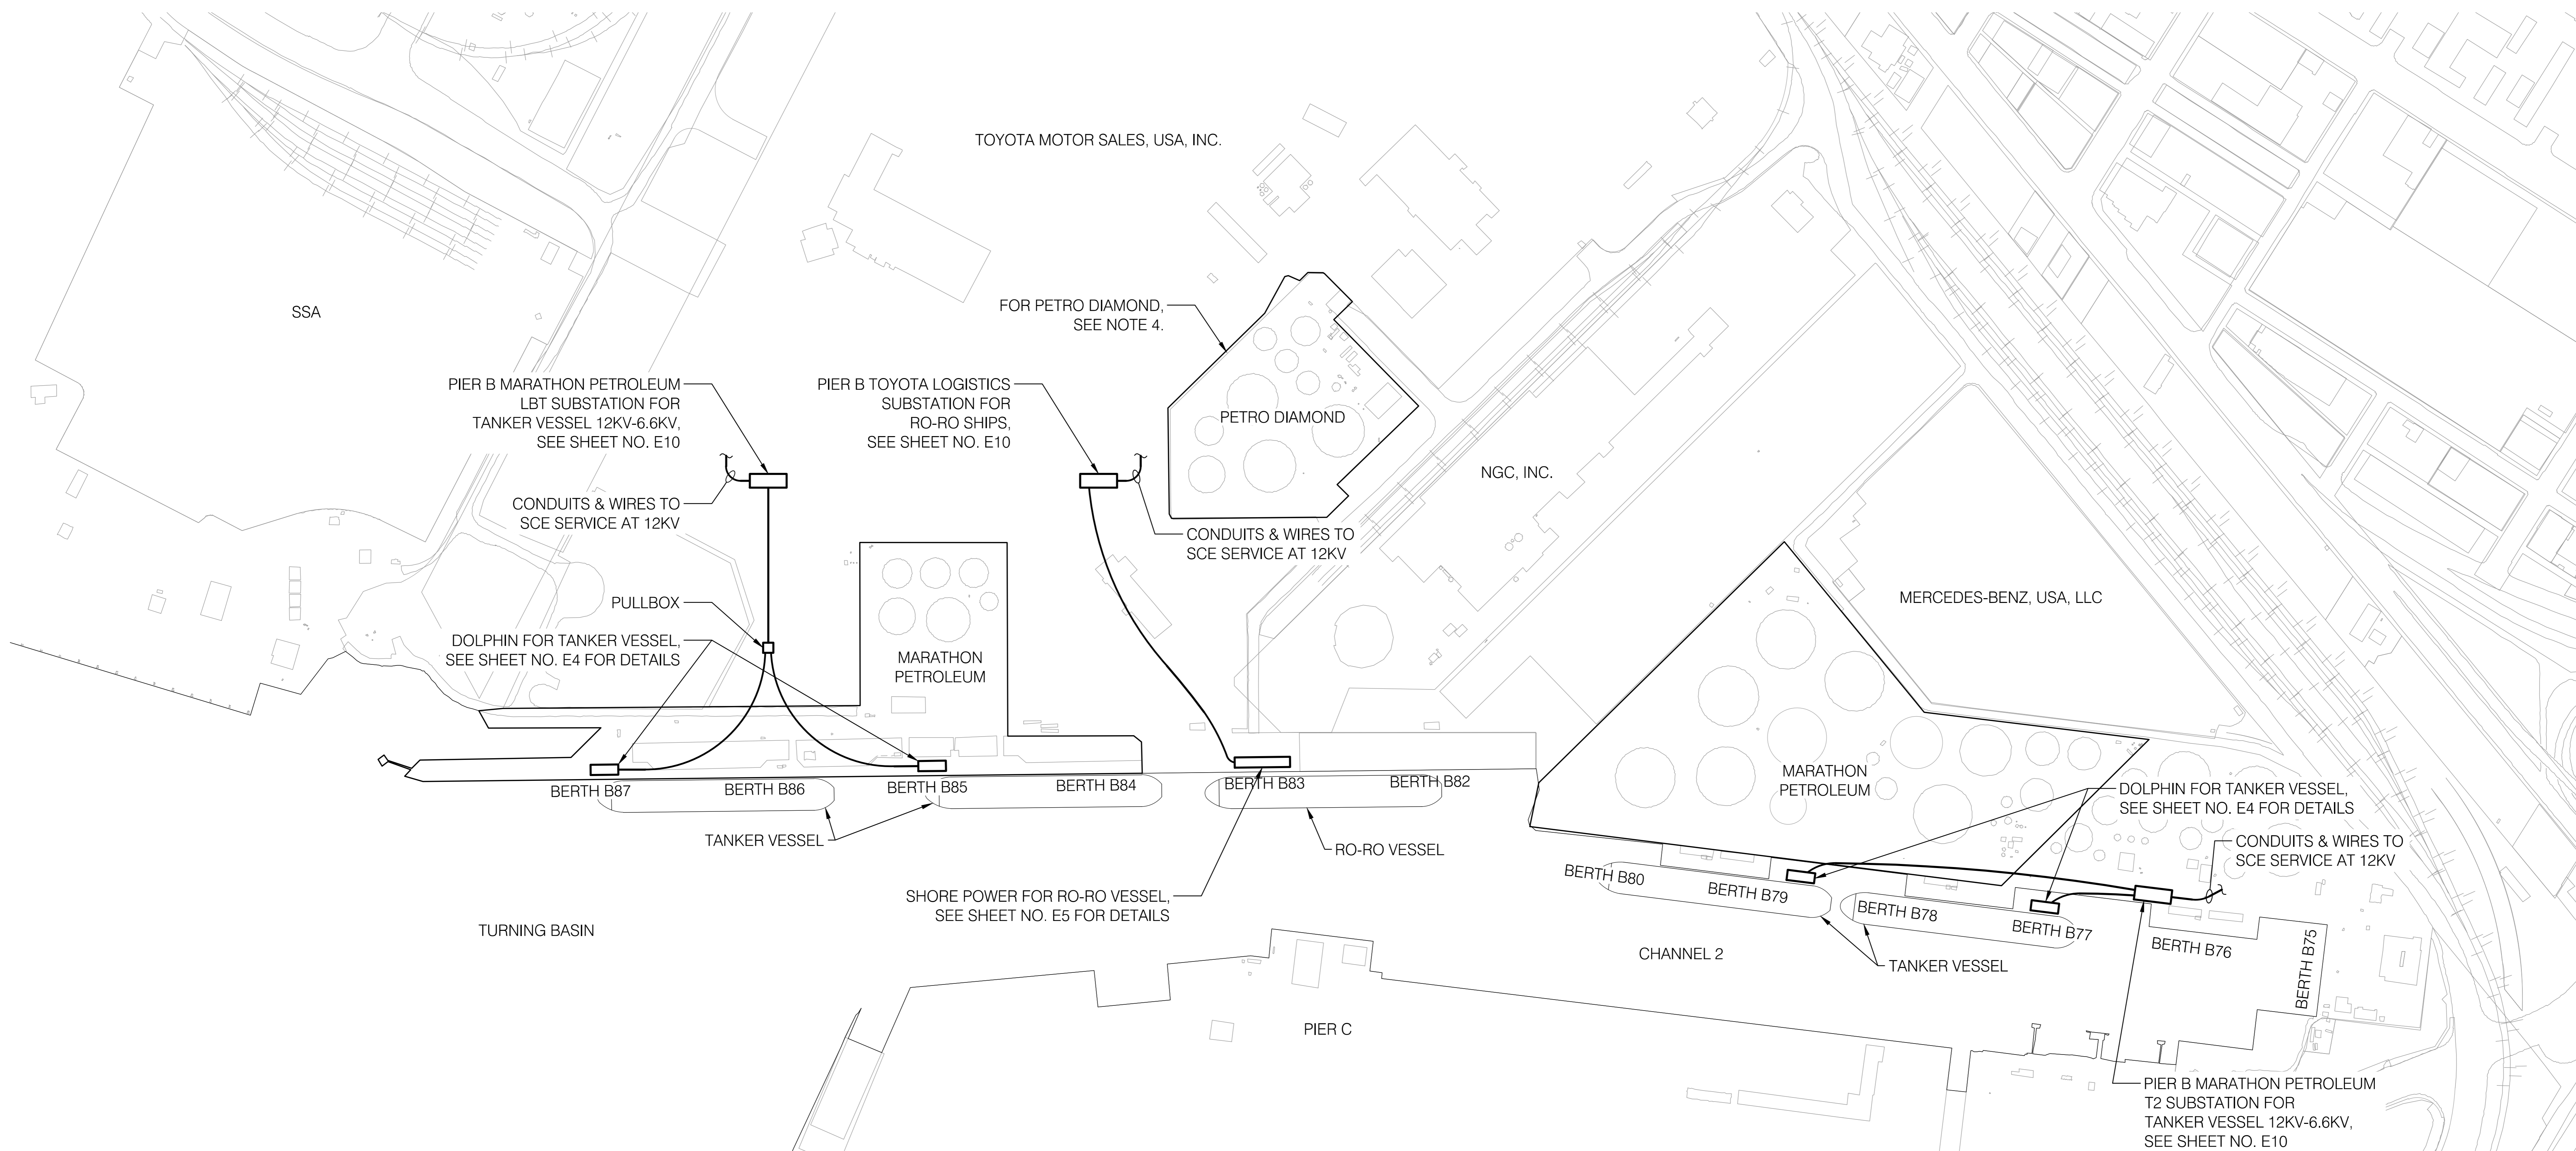 TOYOTA MOTOR SALES, USA, INC.
SSA
FOR PETRO DIAMOND,
SEE NOTE 4.
PIER B MARATHON PETROLEUM
LBT SUBSTATION FOR
TANKER VESSEL 12KV-6.6KV,
SEE SHEET NO. E10
PIER B TOYOTA LOGISTICS
SUBSTATION FOR
RO-RO SHIPS,
SEE SHEET NO. E10
PETRO DIAMOND
NGC, INC.
CONDUITS & WIRES TO
SCE SERVICE AT 12KV
CONDUITS & WIRES TO
SCE SERVICE AT 12KV
PULLBOX
MERCEDES-BENZ, USA, LLC
DOLPHIN FOR TANKER VESSEL,
SEE SHEET NO. E4 FOR DETAILS
MARATHON
PETROLEUM
MARATHON
PETROLEUM
BERTH B87
BERTH B86
BERTH B85
BERTH B84
BERTH B83
BERTH B82
DOLPHIN FOR TANKER VESSEL,
SEE SHEET NO. E4 FOR DETAILS
TANKER VESSEL
RO-RO VESSEL
CONDUITS & WIRES TO
SCE SERVICE AT 12KV
BERTH B80
BERTH B79
BERTH B78
BERTH B77
BERTH B76
BERTH B75
SHORE POWER FOR RO-RO VESSEL,
SEE SHEET NO. E5 FOR DETAILS
TURNING BASIN
CHANNEL 2
TANKER VESSEL
PIER C
PIER B MARATHON PETROLEUM
T2 SUBSTATION FOR
TANKER VESSEL 12KV-6.6KV,
SEE SHEET NO. E10